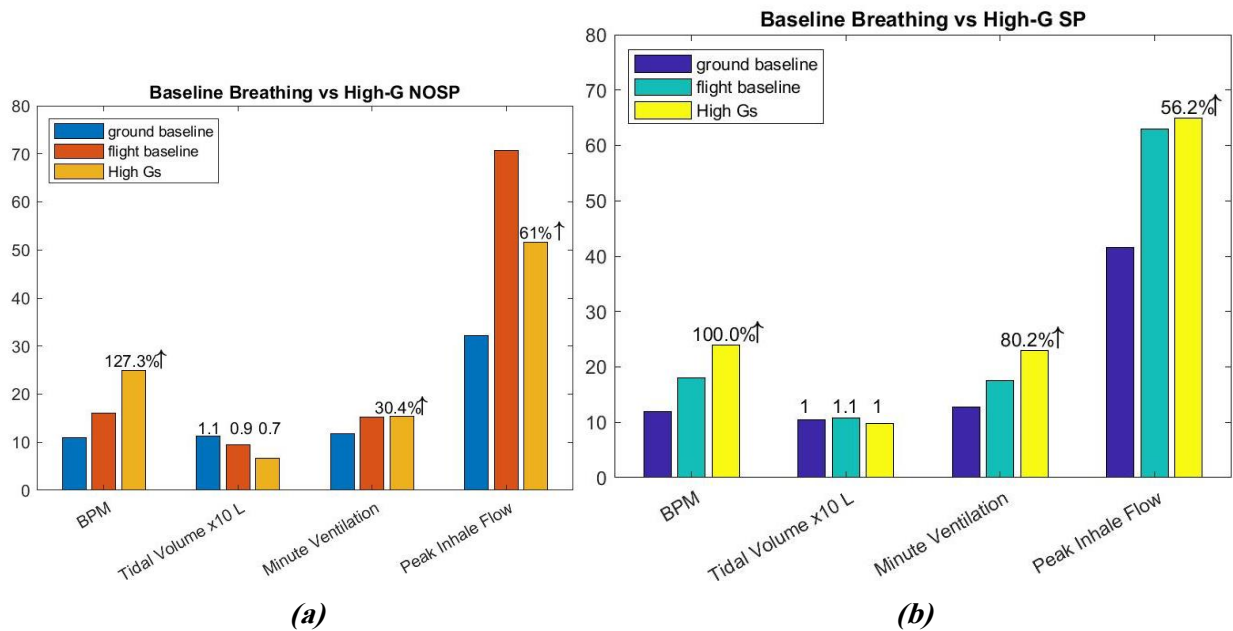 Baseline Breathing vs High-G NOSP
80
70
60
50
40
30
20
10
0
ground baseline
flight baseline
High Gs
127.3%↑
1.1 0.9 0.7
30.4%↑
61%↑
BPM
Tidal Volume x10 L
Minute Ventilation
Peak Inhale Flow
(a)
Baseline Breathing vs High-G SP
80
70
60
50
40
30
20
10
0
ground baseline
flight baseline
High Gs
100.0%↑
1 1.1 1
80.2%↑
56.2%↑
BPM
Tidal Volume x10 L
Minute Ventilation
Peak Inhale Flow
(b)